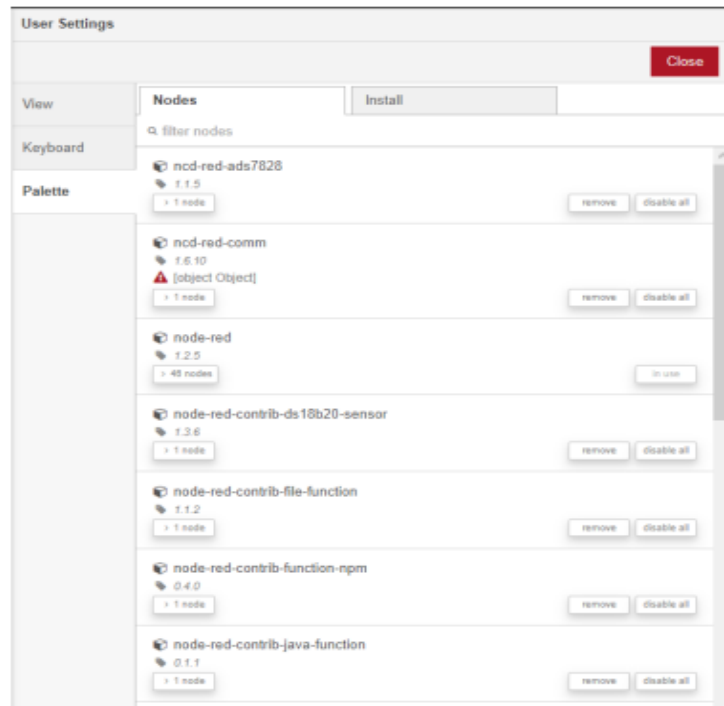 User Settings
Close
View
Keyboard
Palette
Nodes
Install
filter nodes
ncd-red-ads7828
1.1.5
> 1 node
remove
disable all
ncd-red-comm
1.6.10
[object Object]
> 1 node
remove
disable all
node-red
1.2.5
> 46 nodes
in use
node-red-contrib-ds18b20-sensor
1.3.6
> 1 node
remove
disable all
node-red-contrib-file-function
1.1.2
> 1 node
remove
disable all
node-red-contrib-function-npm
0.4.0
> 1 node
remove
disable all
node-red-contrib-java-function
0.1.1
> 1 node
remove
disable all